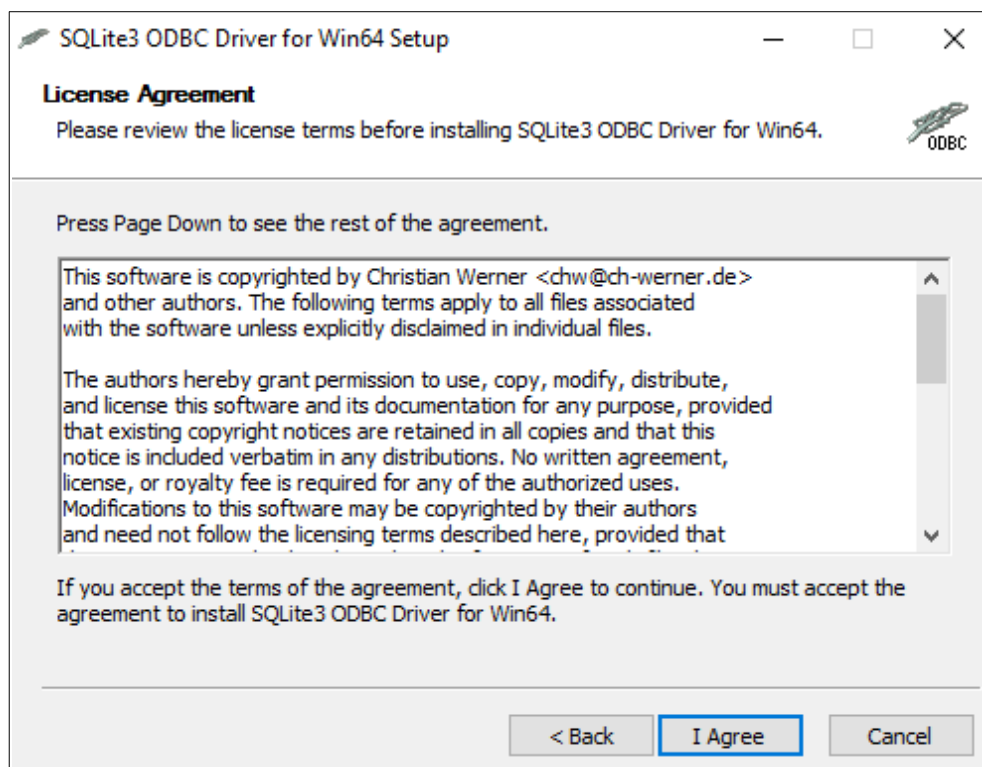 SQLite3 ODBC Driver for Win64 Setup
License Agreement
Please review the license terms before installing SQLite3 ODBC Driver for Win64.
ODBC
Press Page Down to see the rest of the agreement.
This software is copyrighted by Christian Werner <chw@ch-werner.de>
and other authors. The following terms apply to all files associated
with the software unless explicitly disclaimed in individual files.
The authors hereby grant permission to use, copy, modify, distribute,
and license this software and its documentation for any purpose, provided
that existing copyright notices are retained in all copies and that this
notice is included verbatim in any distributions. No written agreement,
license, or royalty fee is required for any of the authorized uses.
Modifications to this software may be copyrighted by their authors
and need not follow the licensing terms described here, provided that
If you accept the terms of the agreement, click I Agree to continue. You must accept the
agreement to install SQLite3 ODBC Driver for Win64.
< Back
I Agree
Cancel